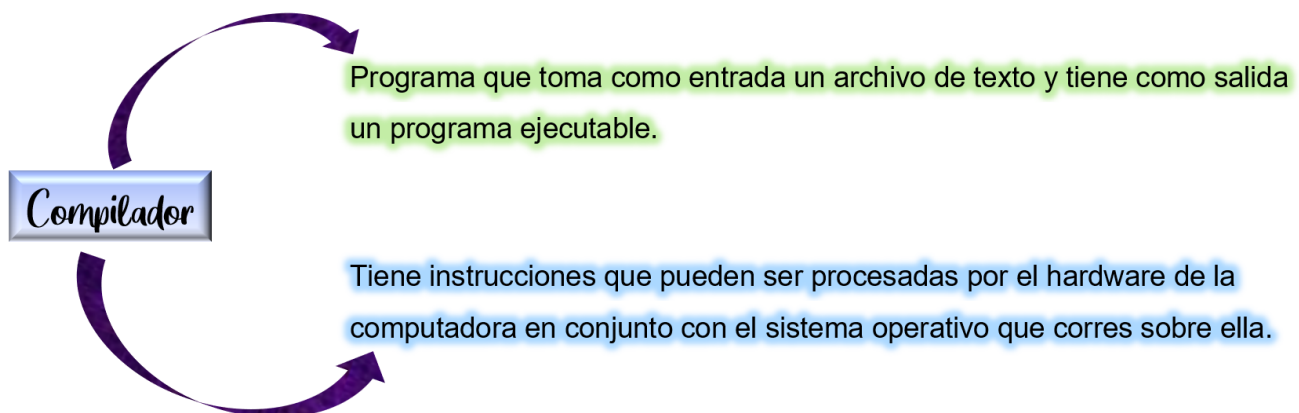 Programa que toma como entrada un archivo de texto y tiene como salida
un programa ejecutable.
Compilador
Tiene instrucciones que pueden ser procesadas por el hardware de la
computadora en conjunto con el sistema operativo que corres sobre ella.